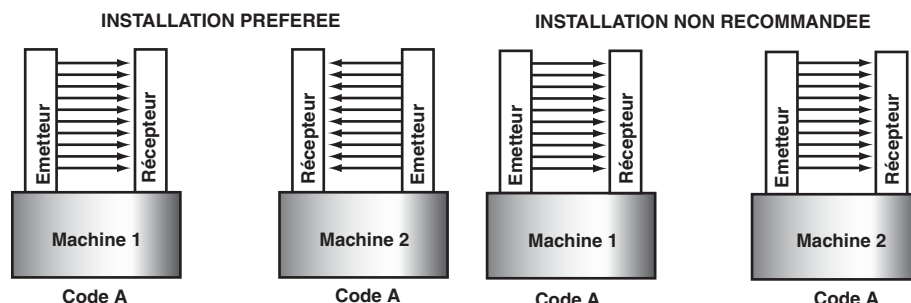 INSTALLATION PREFEREE
INSTALLATION NON RECOMMANDEE
Emetteur
Récepteur
Récepteur
Emetteur
Emetteur
Récepteur
Emetteur
Récepteur
Machine 1
Machine 2
Machine 1
Machine 2
Code A
Code A
Code A
Code A